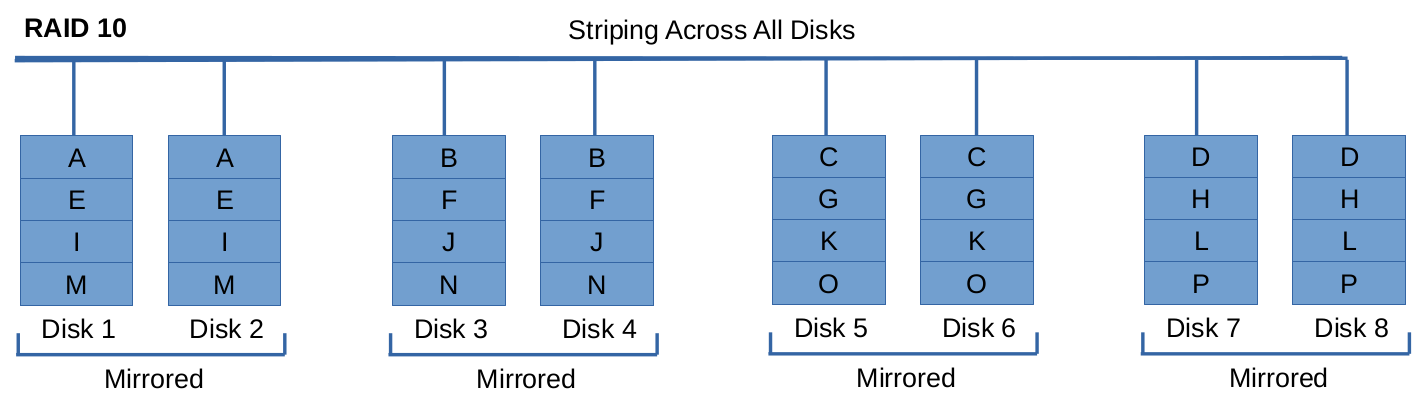 RAID 10
Striping Across All Disks
A A B B C C D D
E E F F G G H H
I I J J K K L L
M M N N O O P P
Disk 1 Disk 2 Disk 3 Disk 4 Disk 5 Disk 6 Disk 7 Disk 8
Mirrored Mirrored Mirrored Mirrored